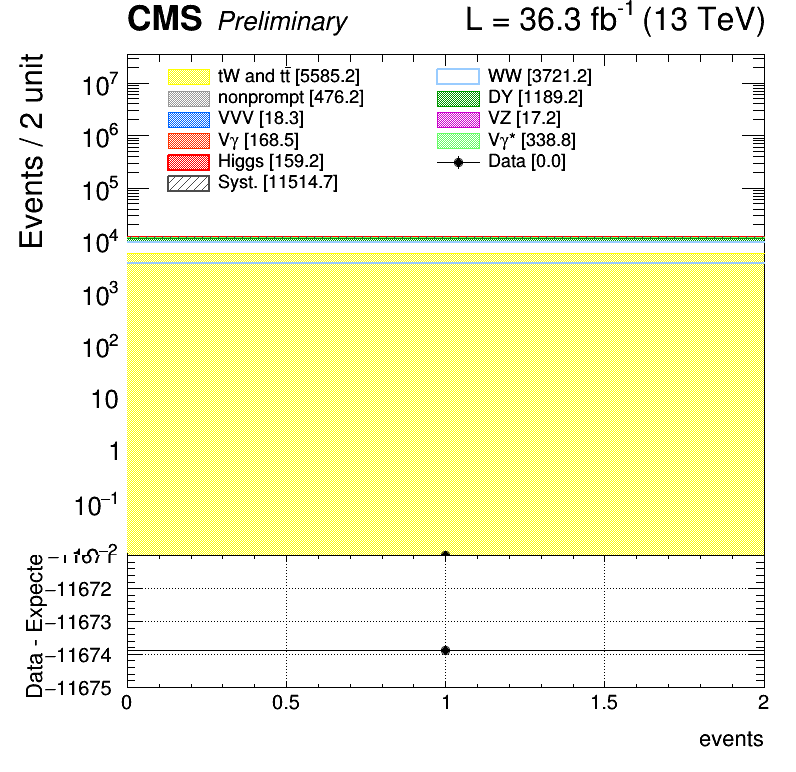 CMS Preliminary L = 36.3 fb⁻¹ (13 TeV)
Events / 2 unit
10⁷
10⁶
10⁵
10⁴
10³
10²
10
1
10⁻¹
10⁻²
tW and tt̄ [5585.2]
nonprompt [476.2]
VVV [18.3]
Vγ [168.5]
Higgs [159.2]
Syst. [11514.7]
WW [3721.2]
DY [1189.2]
VZ [17.2]
Vγ* [338.8]
Data [0.0]
Data - Expecte
−11672
−11673
−11674
−11675
0 0.5 1 1.5 2
events